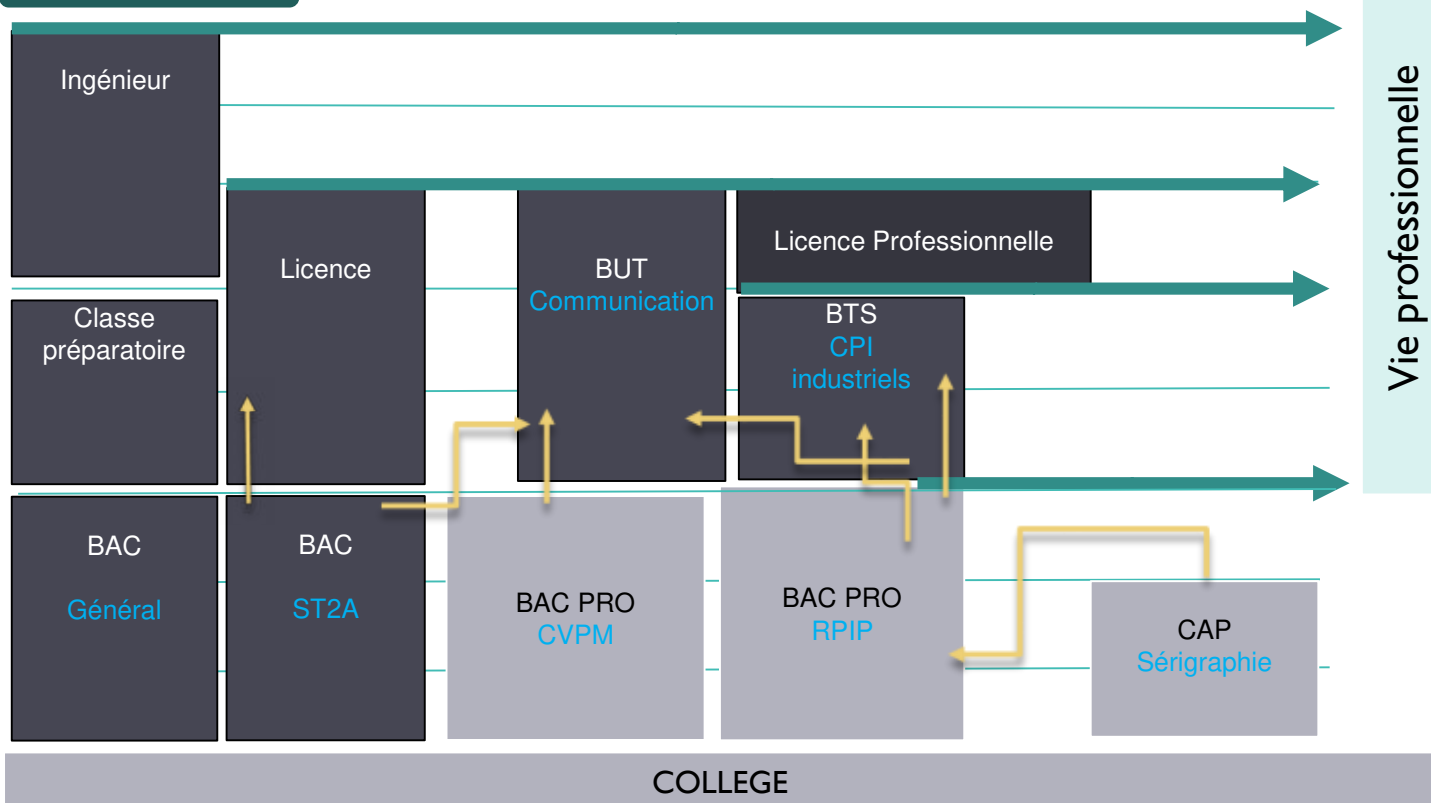 Ingénieur
Vie professionnelle
Licence
BUT
Communication
Licence Professionnelle
Classe
préparatoire
BTS
CPI
industriels
BAC
Général
BAC
ST2A
BAC PRO
CVPM
BAC PRO
RPIP
CAP
Sérigraphie
COLLEGE